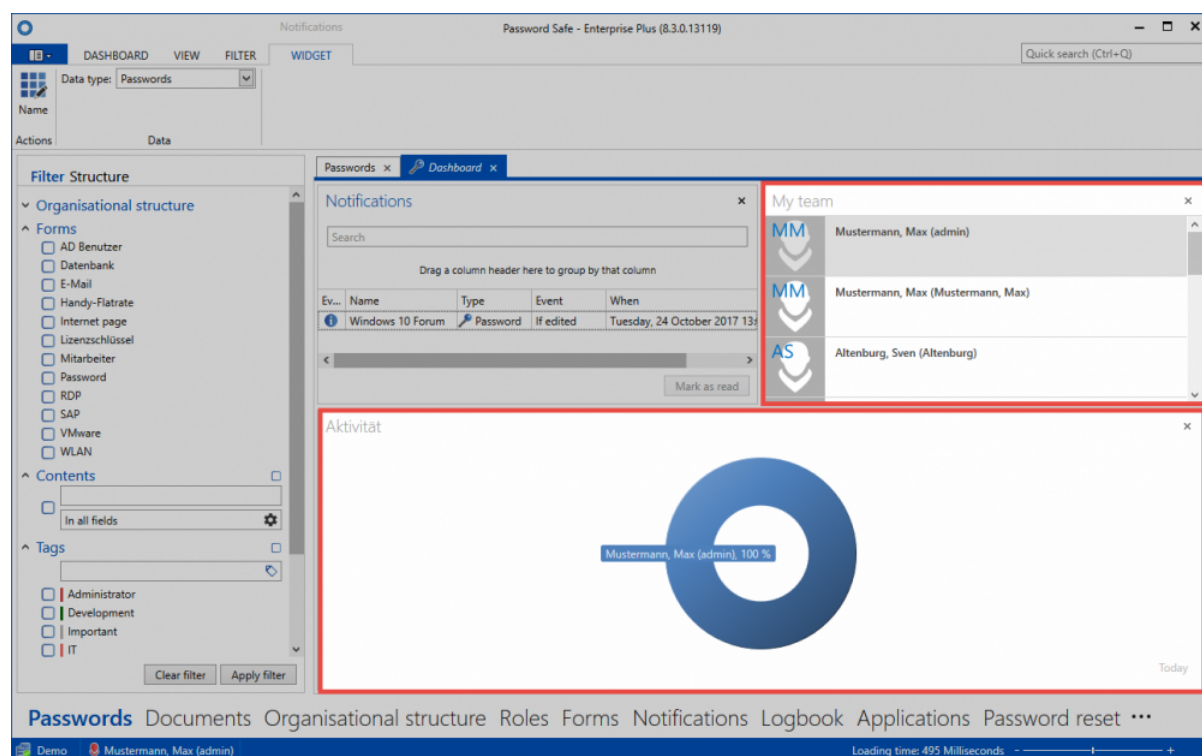 Notifications
Password Safe - Enterprise Plus (8.3.0.13119)
DASHBOARD VIEW FILTER WIDGET
Quick search (Ctrl+Q)
Data type: Passwords
Name
Actions Data
Filter Structure
Organisational structure
Forms
AD Benutzer
Datenbank
E-Mail
Handy-Flatrate
Internet page
Lizenzschlüssel
Mitarbeiter
Password
RDP
SAP
VMware
WLAN
Contents
In all fields
Tags
Administrator
Development
Important
IT
Clear filter Apply filter
Passwords Dashboard
Notifications
Search
Drag a column header here to group by that column
Ev... Name Type Event When
Windows 10 Forum Password If edited Tuesday, 24 October 2017
Mark as read
My team
MM Mustermann, Max (admin)
MM Mustermann, Max (Mustermann, Max)
AS Altenburg, Sven (Altenburg)
Aktivität
Mustermann, Max (admin), 100 %
Today
Passwords Documents Organisational structure Roles Forms Notifications Logbook Applications Password reset •••
Demo Mustermann, Max (admin) Loading time: 495 Milliseconds - +